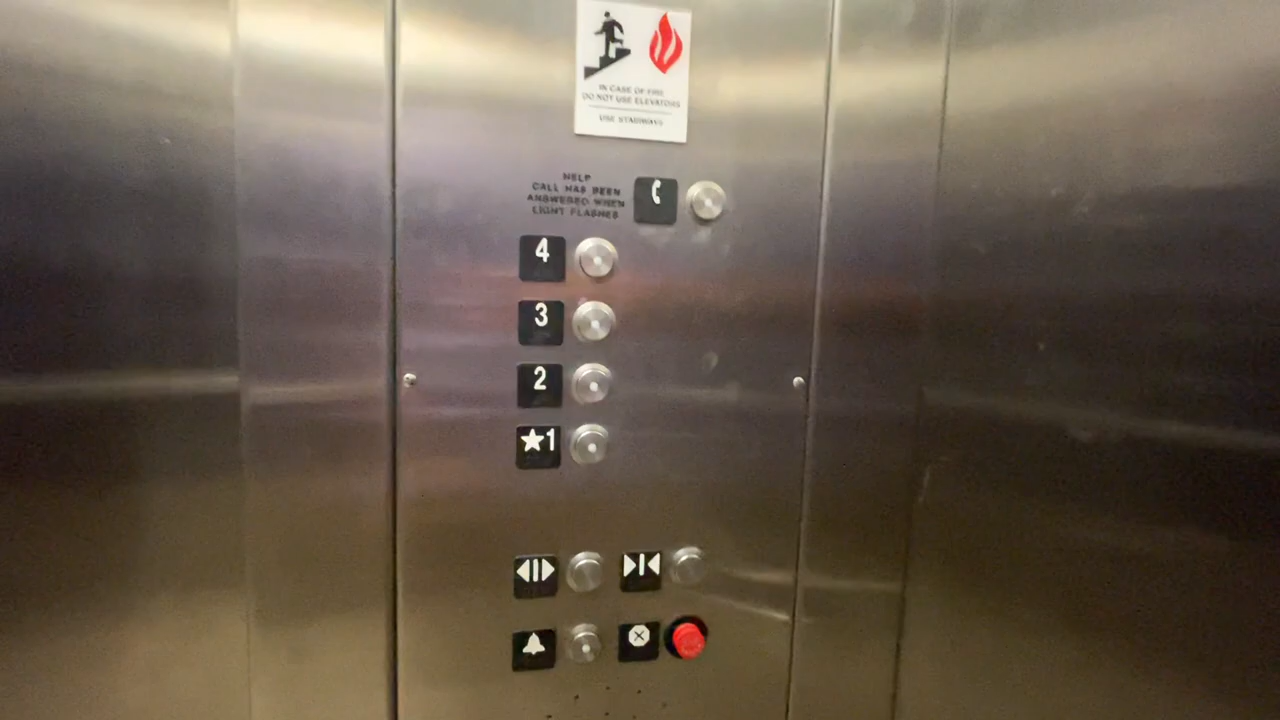 IN CASE OF FIRE
DO NOT USE ELEVATORS
USE STAIRWAYS
HELP
CALL HAS BEEN
ANSWERED WHEN
LIGHT FLASHES
4
3
2
★1